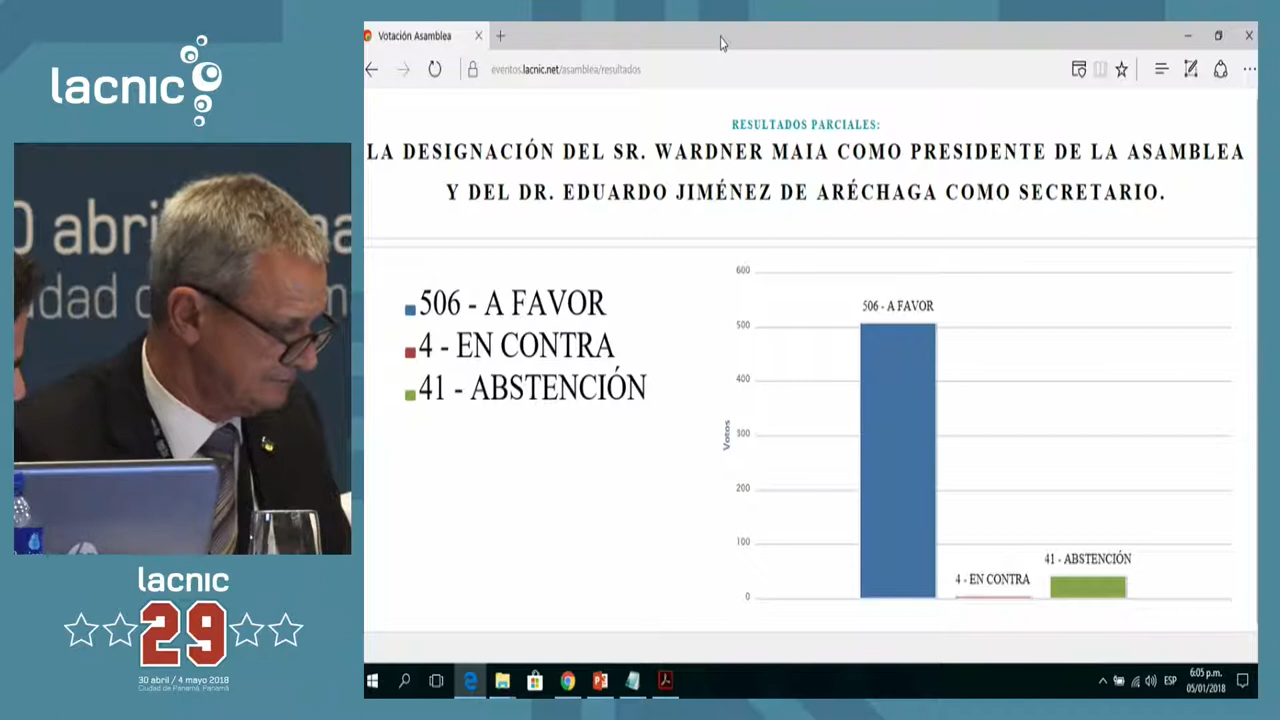 lacnic
0 abri
idad d
Votación Asamblea
eventos.lacnic.net/asamblea/resultados
RESULTADOS PARCIALES:
LA DESIGNACIÓN DEL SR. WARDNER MAIA COMO PRESIDENTE DE LA ASAMBLEA
Y DEL DR. EDUARDO JIMÉNEZ DE ARÉCHAGA COMO SECRETARIO.
506 - A FAVOR
4 - EN CONTRA
41 - ABSTENCIÓN
Votos
600
500
400
300
200
100
0
506 - A FAVOR
4 - EN CONTRA
41 - ABSTENCIÓN
lacnic
29
30 abril / 4 mayo 2018
Ciudad de Panamá, Panamá
ESP
6:05 p.m.
05/01/2018